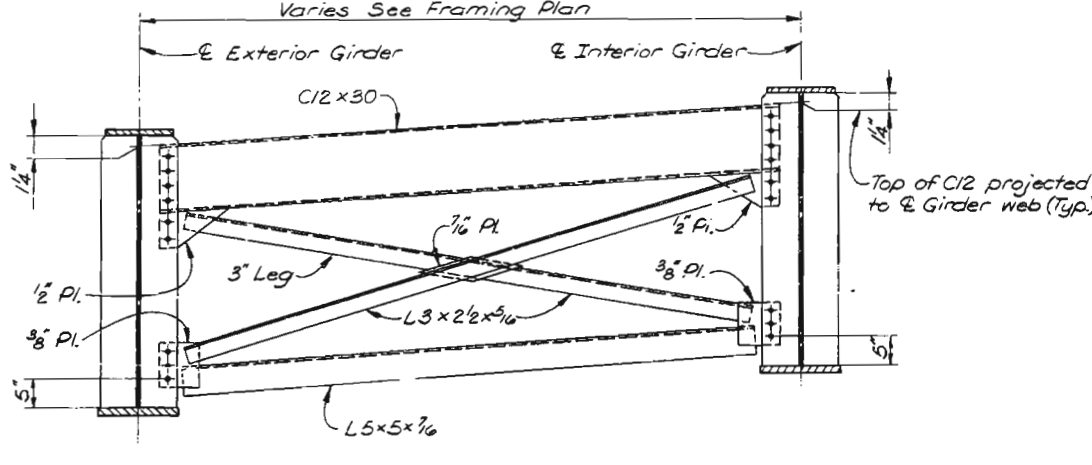 Varies See Framing Plan
℄ Exterior Girder
℄ Interior Girder
C12 × 30
1¼"
1¼"
Top of C12 projected
to ℄ Girder web (Typ.)
7/16" Pl.
½" Pl.
3" Leg
3/8" Pl.
½" Pl.
L3 × 2½ × 5/16
3/8" Pl.
5"
5"
L5×5×7/16